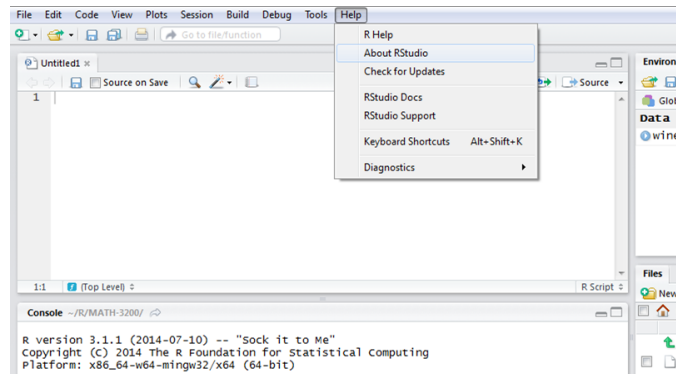 File Edit Code View Plots Session Build Debug Tools Help
Go to file/function
R Help
About RStudio
Check for Updates
RStudio Docs
RStudio Support
Keyboard Shortcuts Alt+Shift+K
Diagnostics
Untitled1
Source on Save
Source
1
1:1 (Top Level) R Script
Console ~/R/MATH-3200/
R version 3.1.1 (2014-07-10) -- "Sock it to Me"
Copyright (C) 2014 The R Foundation for Statistical Computing
Platform: x86_64-w64-mingw32/x64 (64-bit)
Environ
Glo
Data
wine
Files
New